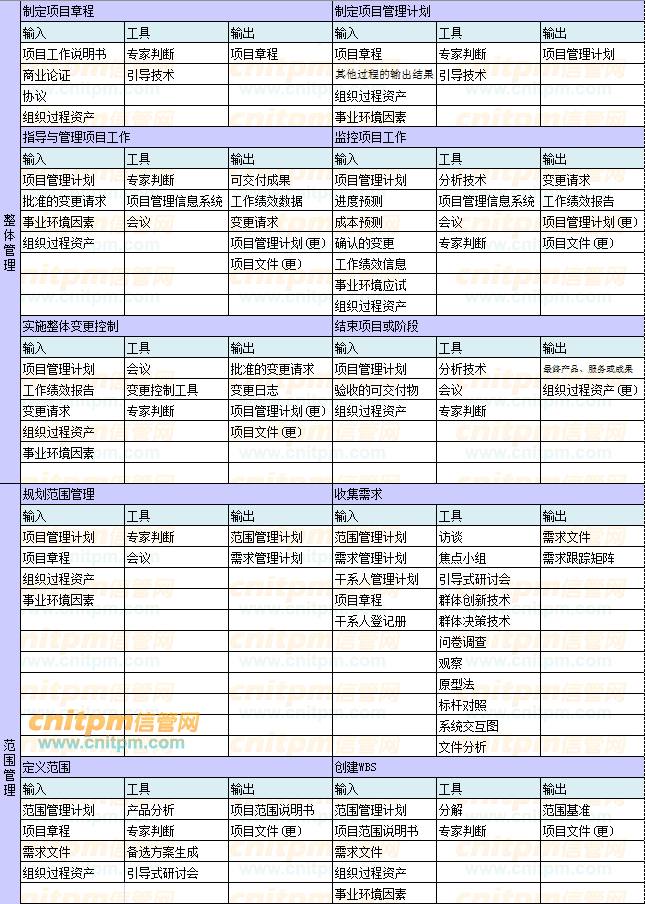 制定项目章程 制定项目管理计划
输入 工具 输出 输入 工具 输出
项目工作说明书 专家判断 项目章程 项目章程 专家判断 项目管理计划
商业论证 引导技术 其他过程的输出结果 引导技术
协议 组织过程资产
组织过程资产 事业环境因素
指导与管理项目工作 监控项目工作
输入 工具 输出 输入 工具 输出
项目管理计划 专家判断 可交付成果 项目管理计划 分析技术 变更请求
批准的变更请求 项目管理信息系统 工作绩效数据 进度预测 项目管理信息系统 工作绩效报告
事业环境因素 会议 变更请求 成本预测 会议 项目管理计划(更)
组织过程资产 项目管理计划(更) 确认的变更 专家判断 项目文件(更)
项目文件(更) 工作绩效信息
事业环境应试
组织过程资产
整体管理
实施整体变更控制 结束项目或阶段
输入 工具 输出 输入 工具 输出
项目管理计划 会议 批准的变更请求 项目管理计划 分析技术 最终产品、服务或成果
工作绩效报告 变更控制工具 变更日志 验收的可交付物 会议 组织过程资产(更)
变更请求 专家判断 项目管理计划(更) 组织过程资产 专家判断
组织过程资产 项目文件(更)
事业环境因素
规划范围管理 收集需求
输入 工具 输出 输入 工具 输出
项目管理计划 专家判断 范围管理计划 范围管理计划 访谈 需求文件
项目章程 会议 需求管理计划 需求管理计划 焦点小组 需求跟踪矩阵
组织过程资产 干系人管理计划 引导式研讨会
事业环境因素 项目章程 群体创新技术
干系人登记册 群体决策技术
问卷调查
观察
原型法
标杆对照
系统交互图
文件分析
cnitpm信管网
www.cnitpm.com
范围管理
定义范围 创建WBS
输入 工具 输出 输入 工具 输出
范围管理计划 产品分析 项目范围说明书 范围管理计划 分解 范围基准
项目章程 专家判断 项目文件(更) 项目范围说明书 专家判断 项目文件(更)
需求文件 备选方案生成 需求文件
组织过程资产 引导式研讨会 组织过程资产
事业环境因素